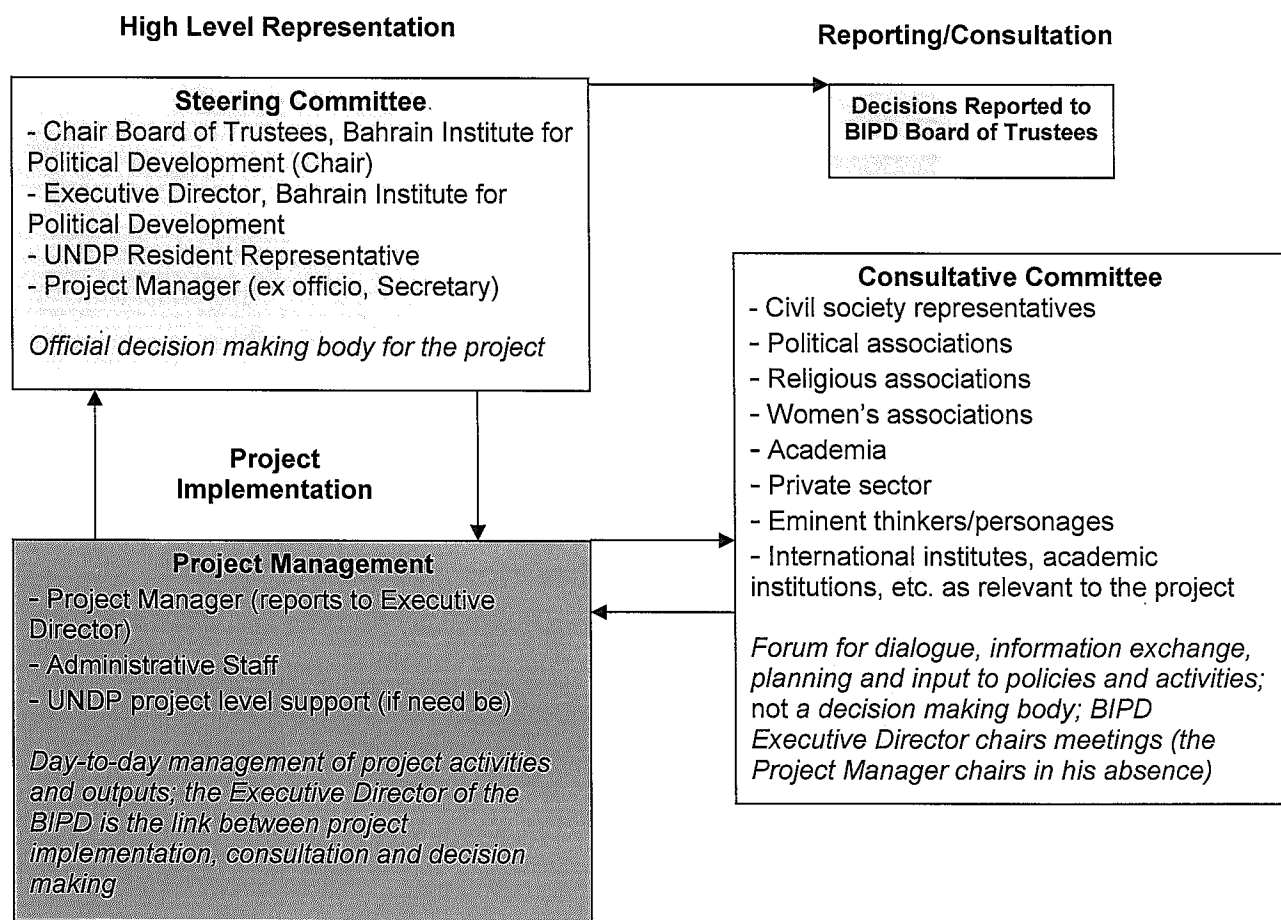 High Level Representation
Reporting/Consultation
Steering Committee.
- Chair Board of Trustees, Bahrain Institute for
Political Development (Chair)
- Executive Director, Bahrain Institute for
Political Development
- UNDP Resident Representative
- Project Manager (ex officio, Secretary)
Official decision making body for the project
Decisions Reported to
BIPD Board of Trustees
Project
Implementation
Project Management
- Project Manager (reports to Executive
Director)
- Administrative Staff
- UNDP project level support (if need be)
Day-to-day management of project activities
and outputs; the Executive Director of the
BIPD is the link between project
implementation, consultation and decision
making
Consultative Committee
- Civil society representatives
- Political associations
- Religious associations
- Women's associations
- Academia
- Private sector
- Eminent thinkers/personages
- International institutes, academic
institutions, etc. as relevant to the project
Forum for dialogue, information exchange,
planning and input to policies and activities;
not a decision making body; BIPD
Executive Director chairs meetings (the
Project Manager chairs in his absence)